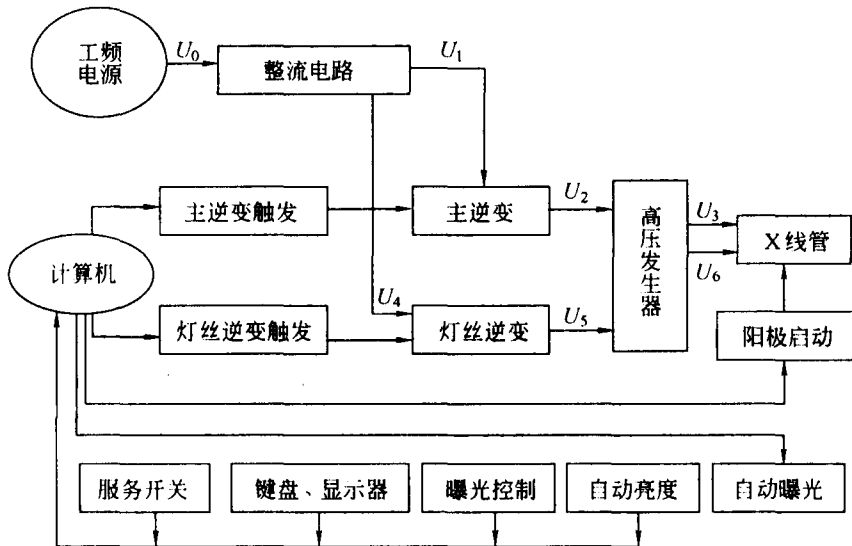 工频
电源
U₀
整流电路
U₁
主逆变触发
主逆变
U₂
高压发生器
U₃
X线管
U₆
计算机
灯丝逆变触发
U₄
灯丝逆变
U₅
阳极启动
服务开关
键盘、显示器
曝光控制
自动亮度
自动曝光